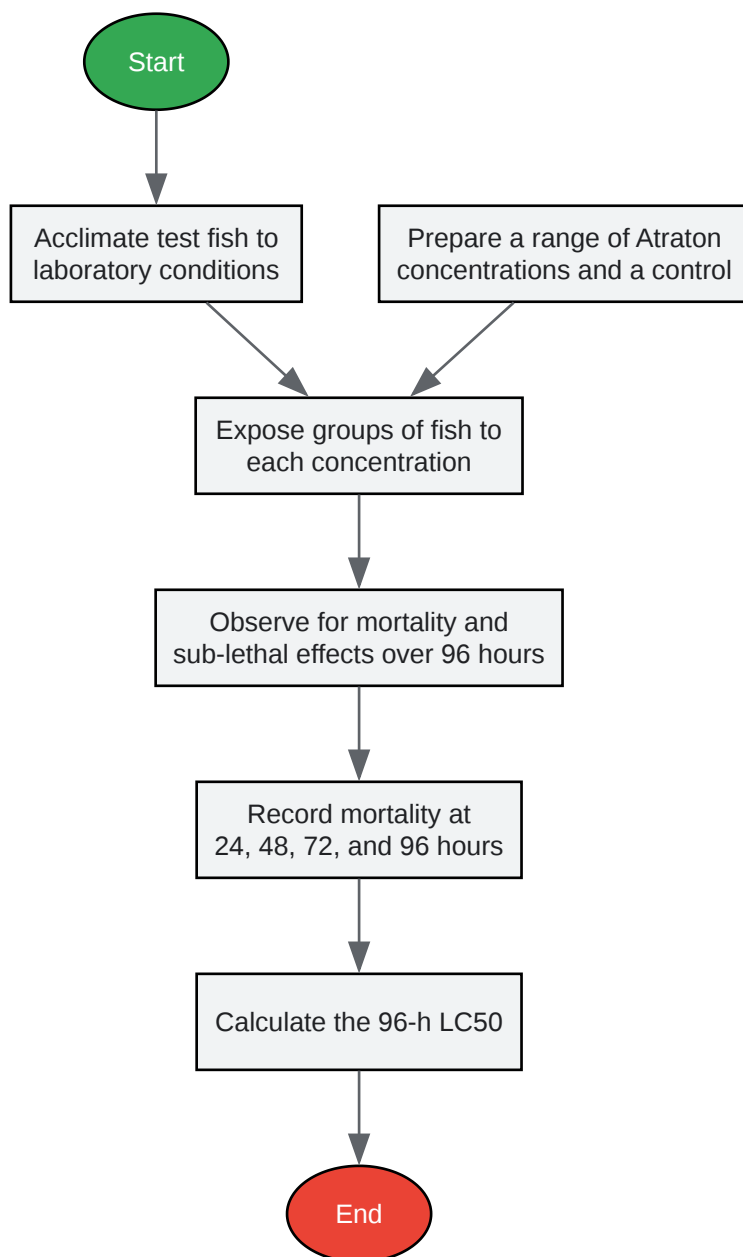 Start
Acclimate test fish to
laboratory conditions
Prepare a range of Atraton
concentrations and a control
Expose groups of fish to
each concentration
Observe for mortality and
sub-lethal effects over 96 hours
Record mortality at
24, 48, 72, and 96 hours
Calculate the 96-h LC50
End